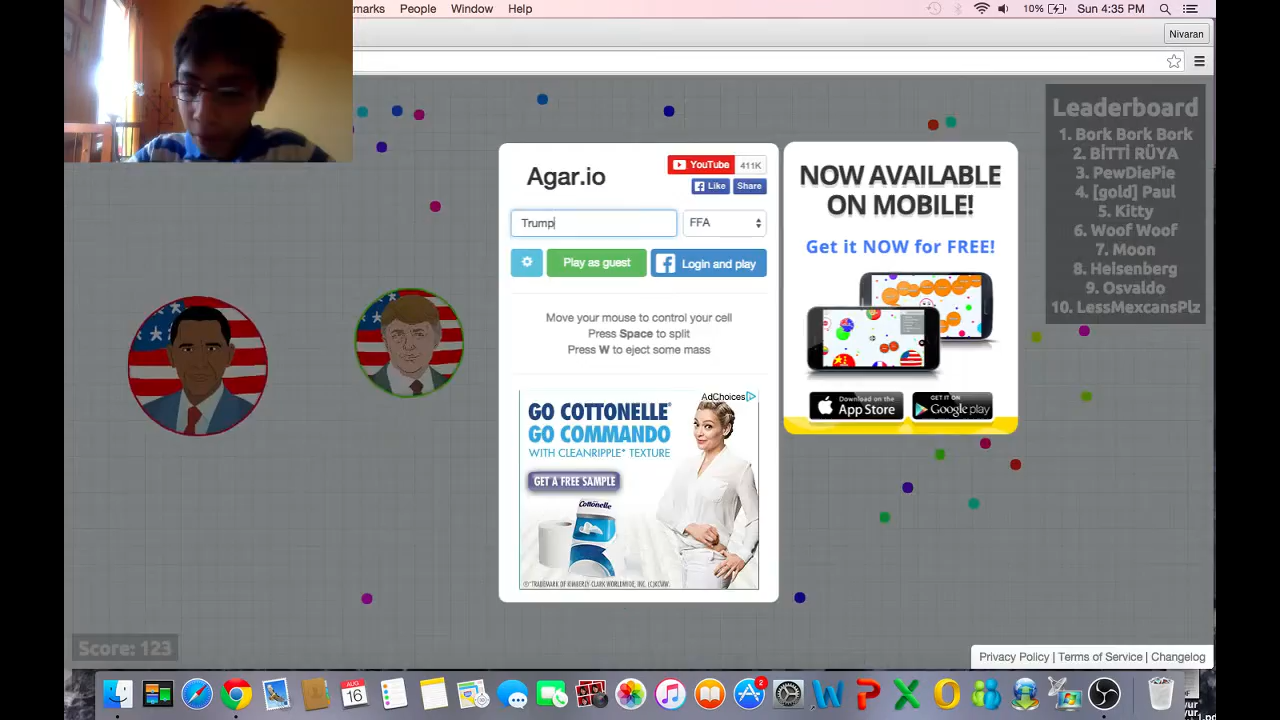 marks People Window Help 10% Sun 4:35 PM
Nivaran
Leaderboard
1. Bork Bork Bork
2. BİTTİ RÜYA
3. PewDiePie
4. [gold] Paul
5. Kitty
6. Woof Woof
7. Moon
8. Heisenberg
9. Osvaldo
10. LessMexcansPlz
Agar.io
YouTube 411K
Like Share
Trump FFA
Play as guest Login and play
Move your mouse to control your cell
Press Space to split
Press W to eject some mass
AdChoices
GO COTTONELLE
GO COMMANDO
WITH CLEANRIPPLE* TEXTURE
GET A FREE SAMPLE
Cottonelle
NOW AVAILABLE
ON MOBILE!
Get it NOW for FREE!
Download on the
App Store
GET IT ON
Google play
Score: 123
Privacy Policy | Terms of Service | Changelog
AUG
16
2